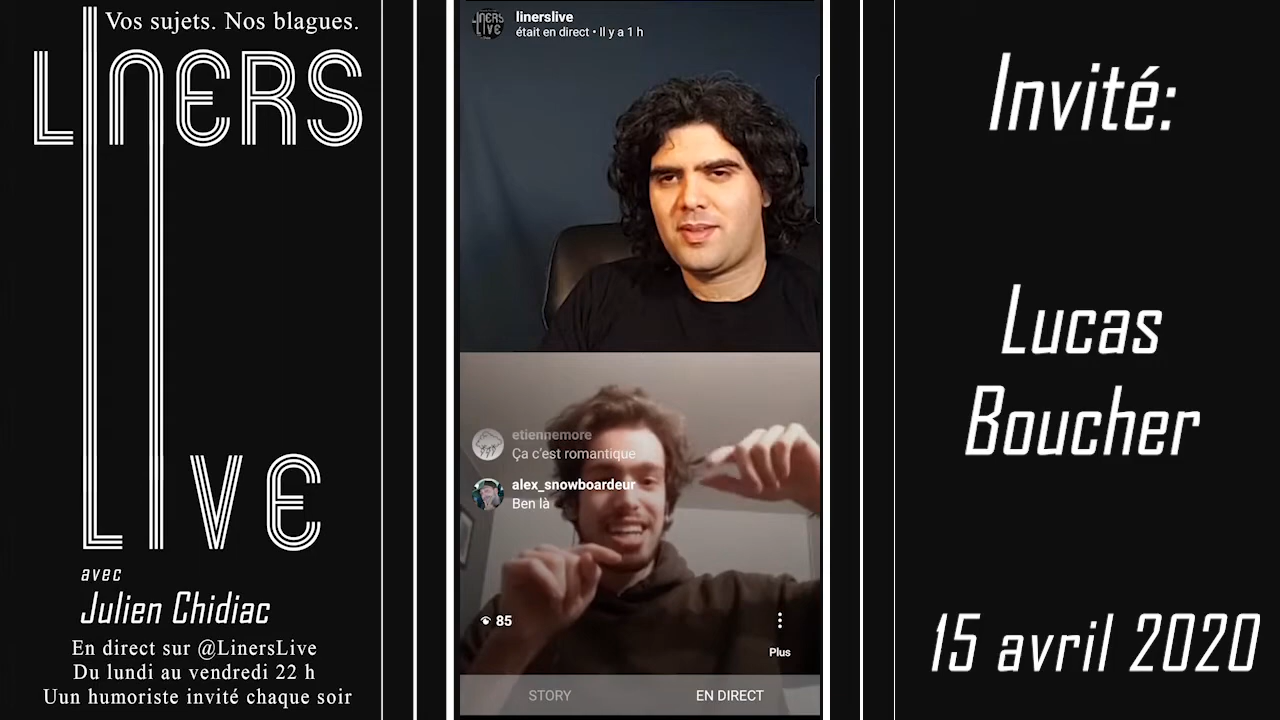 Vos sujets. Nos blagues.
LINERS
LIVE
avec
Julien Chidiac
En direct sur @LinersLive
Du lundi au vendredi 22 h
Uun humoriste invité chaque soir
LINERS
LIVE
linerslive
était en direct • Il y a 1 h
etiennemore
Ça c'est romantique
alex_snowboardeur
Ben là
85
Plus
STORY
EN DIRECT
Invité:
Lucas
Boucher
15 avril 2020